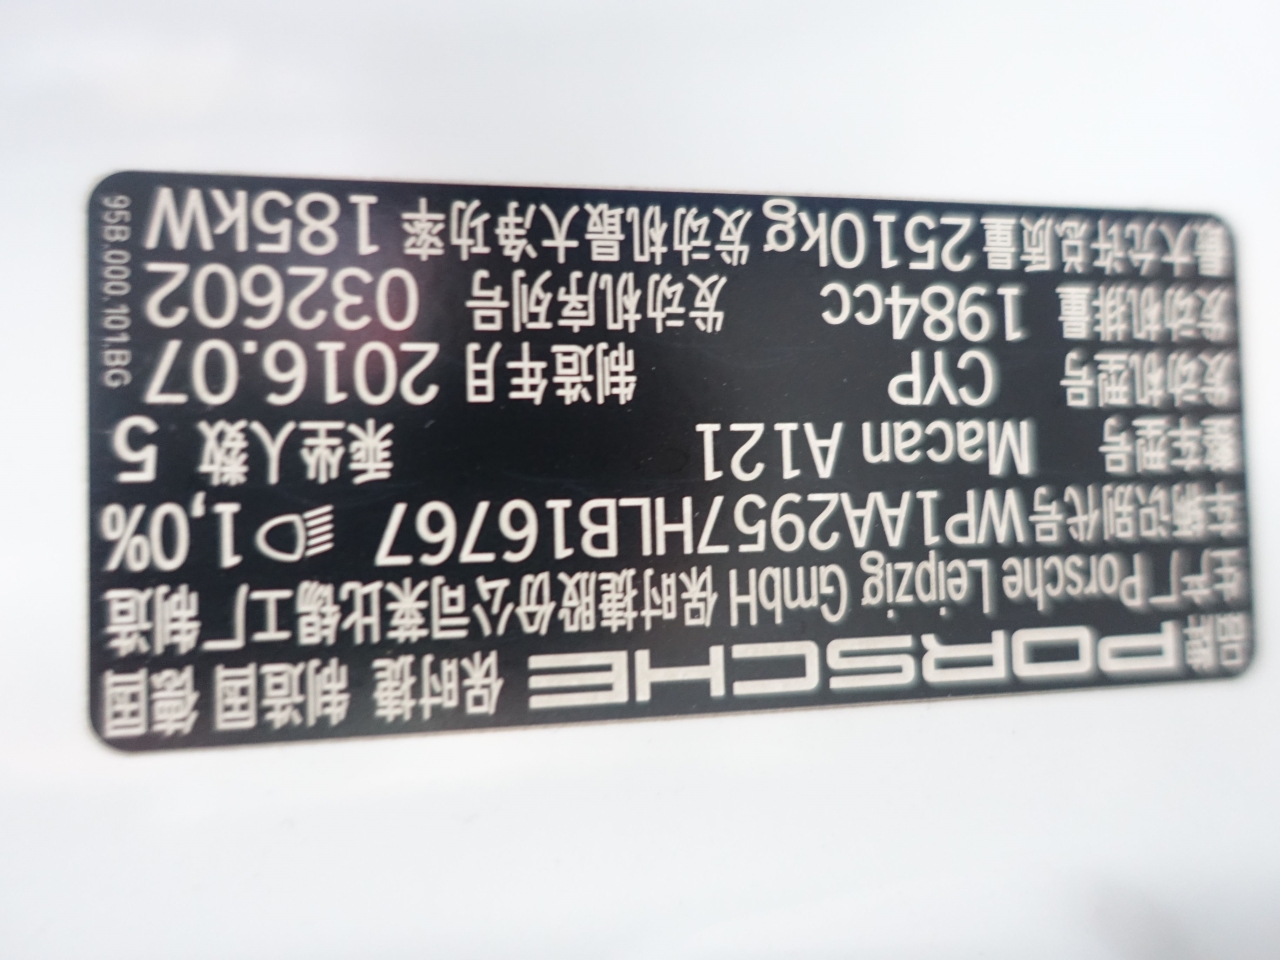 品牌 PORSCHE 保时捷 制造国 德国
生产厂 Porsche Leipzig GmbH 保时捷股份公司莱比锡工厂 制造
车辆识别代号 WP1AA2957HLB16767 1,0%
整车型号 Macan A121 乘坐人数 5
发动机型号 CYP 制造年月 2016.07
发动机排量 1984cc 发动机序列号 032602
最大允许总质量 2510kg 发动机最大净功率 185kW
95B.000.101.BG